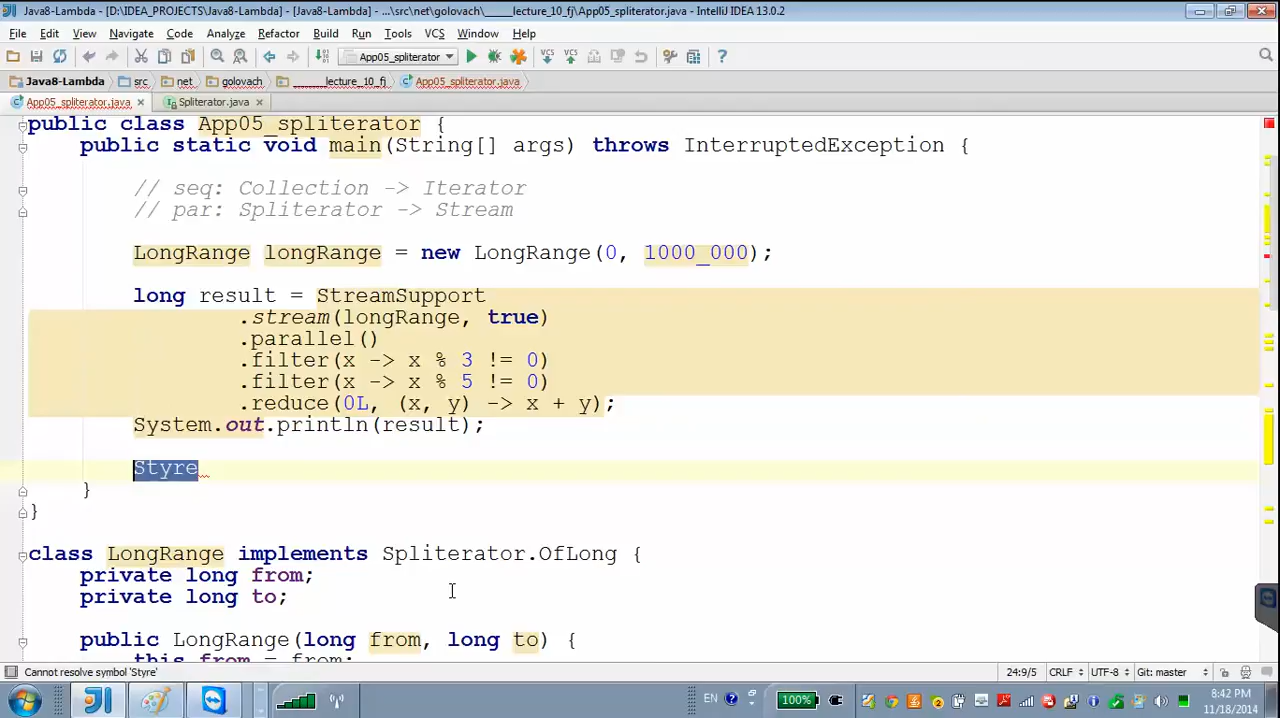 Java8-Lambda - [D:\IDEA_PROJECTS\Java8-Lambda] - [Java8-Lambda] - ...\src\net\golovach\_____lecture_10_fj\App05_spliterator.java - IntelliJ IDEA 13.0.2
File Edit View Navigate Code Analyze Refactor Build Run Tools VCS Window Help
App05_spliterator
Java8-Lambda src net golovach _____lecture_10_fj App05_spliterator.java
App05_spliterator.java Spliterator.java
public class App05_spliterator {
public static void main(String[] args) throws InterruptedException {
// seq: Collection -> Iterator
// par: Spliterator -> Stream
LongRange longRange = new LongRange(0, 1000_000);
long result = StreamSupport
.stream(longRange, true)
.parallel()
.filter(x -> x % 3 != 0)
.filter(x -> x % 5 != 0)
.reduce(0L, (x, y) -> x + y);
System.out.println(result);
Styre
}
}
class LongRange implements Spliterator.OfLong {
private long from;
private long to;
public LongRange(long from, long to) {
this.from = from;
Cannot resolve symbol 'Styre' 24:9/5 CRLF UTF-8 Git: master
EN 100% 8:42 PM
11/18/2014